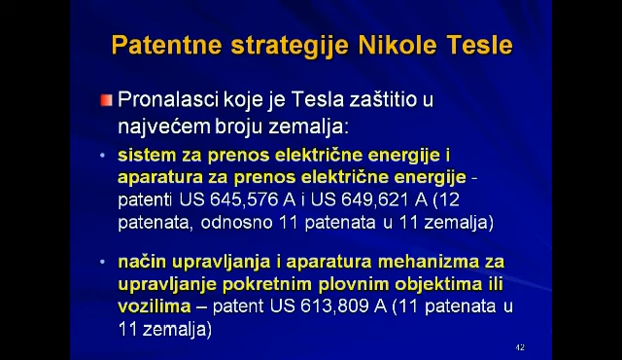 Patentne strategije Nikole Tesle
Pronalasci koje je Tesla zaštitio u
najvećem broju zemalja:
• sistem za prenos električne energije i
aparatura za prenos električne energije -
patenti US 645,576 A i US 649,621 A (12
patenata, odnosno 11 patenata u 11 zemalja)
• način upravljanja i aparatura mehanizma za
upravljanje pokretnim plovnim objektima ili
vozilima – patent US 613,809 A (11 patenata u
11 zemalja)
42